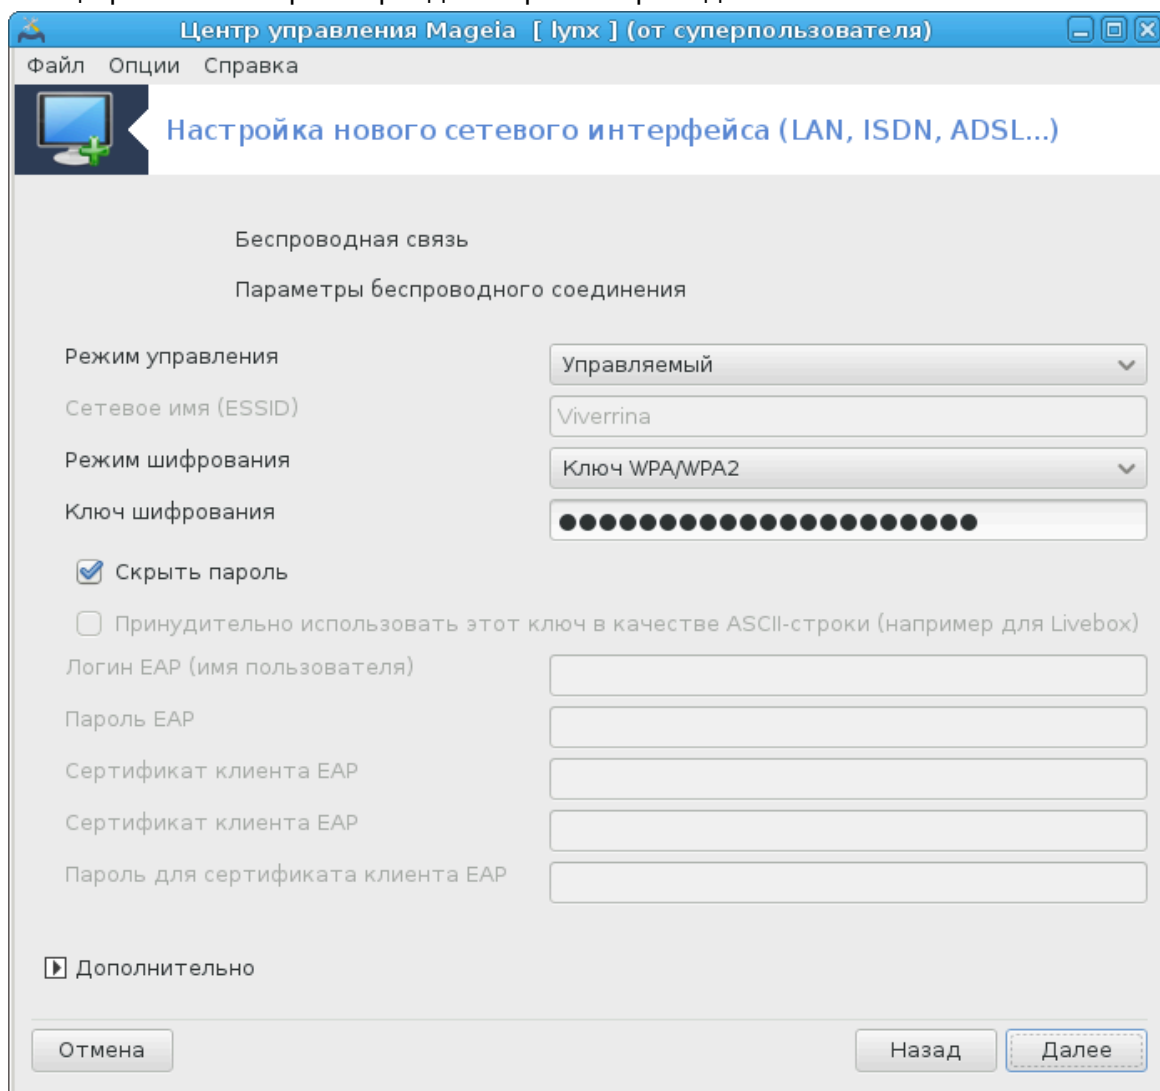 Центр управления Mageia [ lynx ] (от суперпользователя)
Файл Опции Справка
Настройка нового сетевого интерфейса (LAN, ISDN, ADSL...)
Беспроводная связь
Параметры беспроводного соединения
Режим управления
Управляемый
Сетевое имя (ESSID)
Viverrina
Режим шифрования
Ключ WPA/WPA2
Ключ шифрования
●●●●●●●●●●●●●●●●●●●●●
Скрыть пароль
Принудительно использовать этот ключ в качестве ASCII-строки (например для Livebox)
Логин EAP (имя пользователя)
Пароль EAP
Сертификат клиента EAP
Сертификат клиента EAP
Пароль для сертификата клиента EAP
Дополнительно
Отмена
Назад
Далее